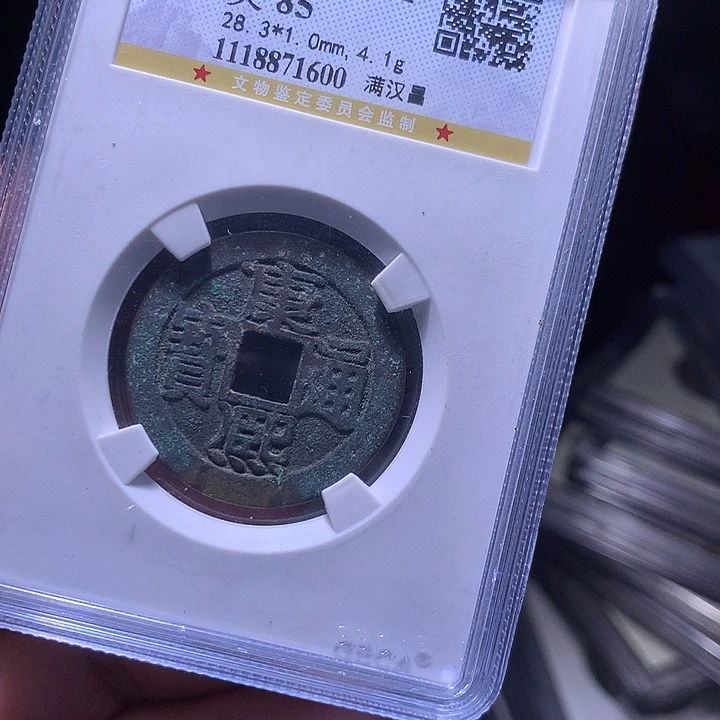 85
28.3*1.0mm, 4.1g
1118871600 满汉
文物鉴定委员会监制
康熙通寶